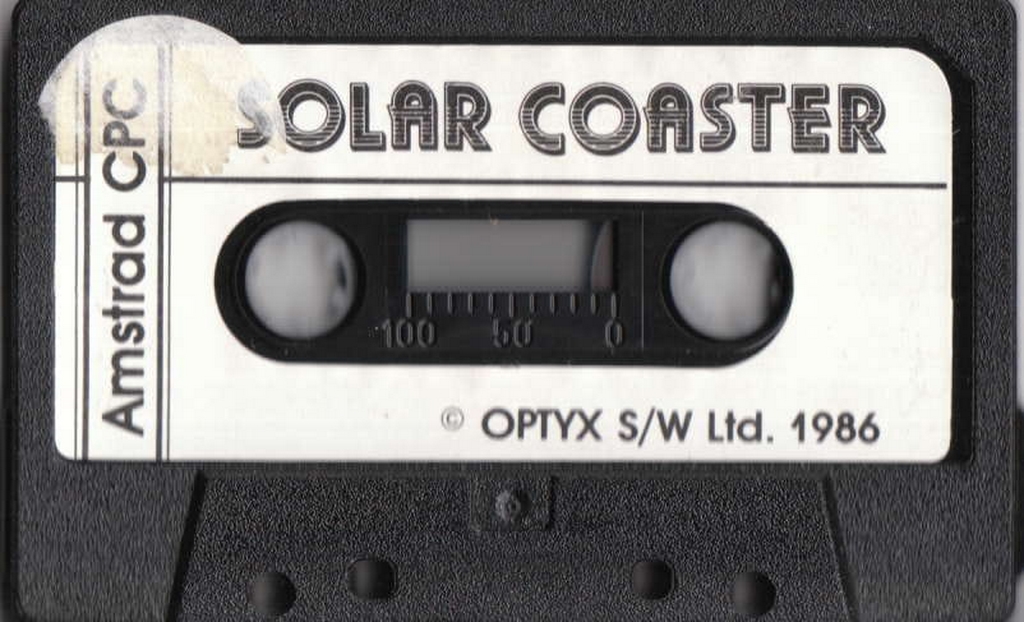 SOLAR COASTER
Amstrad CPC
100 50 0
© OPTYX S/W Ltd. 1986